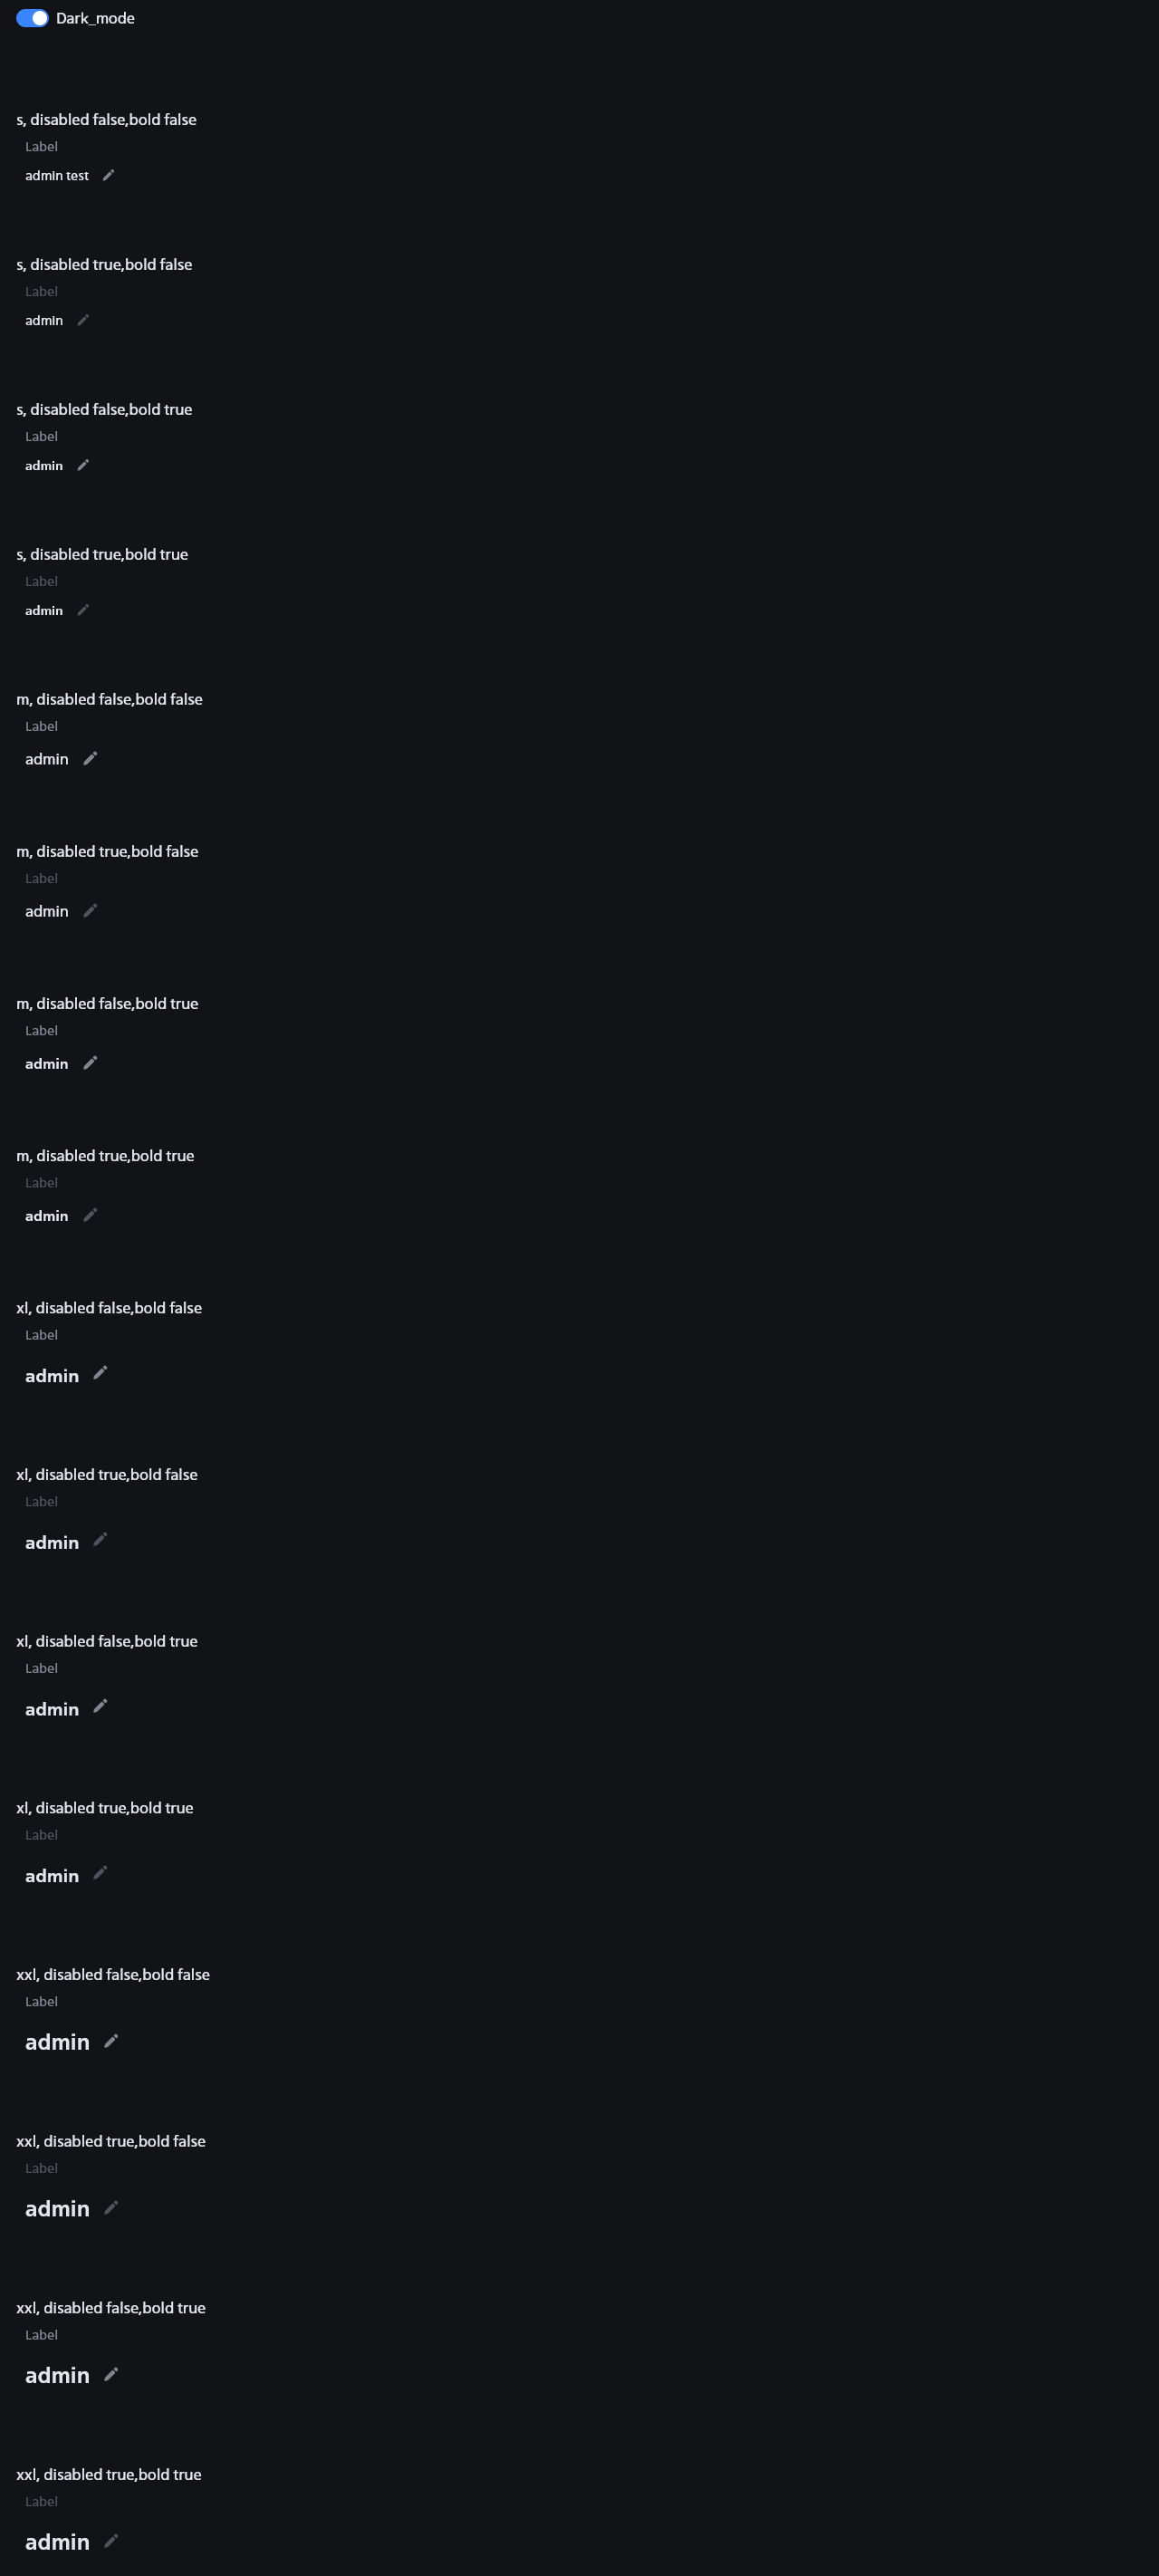 Dark_mode
s, disabled false,bold false
Label
admin test
s, disabled true,bold false
Label
admin
s, disabled false,bold true
Label
admin
s, disabled true,bold true
Label
admin
m, disabled false,bold false
Label
admin
m, disabled true,bold false
Label
admin
m, disabled false,bold true
Label
admin
m, disabled true,bold true
Label
admin
xl, disabled false,bold false
Label
admin
xl, disabled true,bold false
Label
admin
xl, disabled false,bold true
Label
admin
xl, disabled true,bold true
Label
admin
xxl, disabled false,bold false
Label
admin
xxl, disabled true,bold false
Label
admin
xxl, disabled false,bold true
Label
admin
xxl, disabled true,bold true
Label
admin